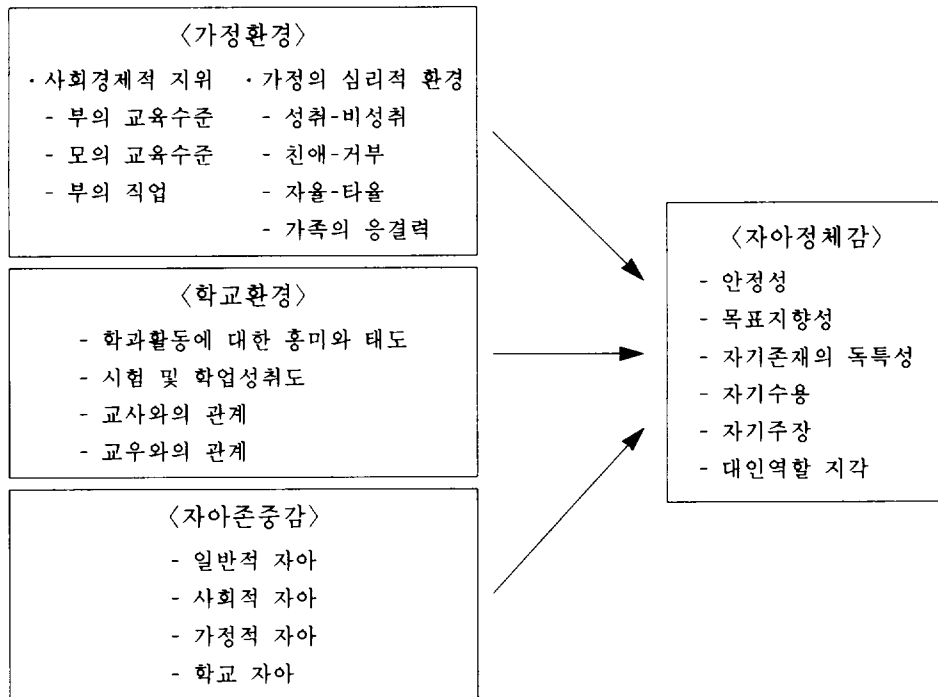 〈가정환경〉
· 사회경제적 지위
- 부의 교육수준
- 모의 교육수준
- 부의 직업
· 가정의 심리적 환경
- 성취-비성취
- 친애-거부
- 자율-타율
- 가족의 응결력
〈학교환경〉
- 학과활동에 대한 흥미와 태도
- 시험 및 학업성취도
- 교사와의 관계
- 교우와의 관계
〈자아존중감〉
- 일반적 자아
- 사회적 자아
- 가정적 자아
- 학교 자아
〈자아정체감〉
- 안정성
- 목표지향성
- 자기존재의 독특성
- 자기수용
- 자기주장
- 대인역할 지각